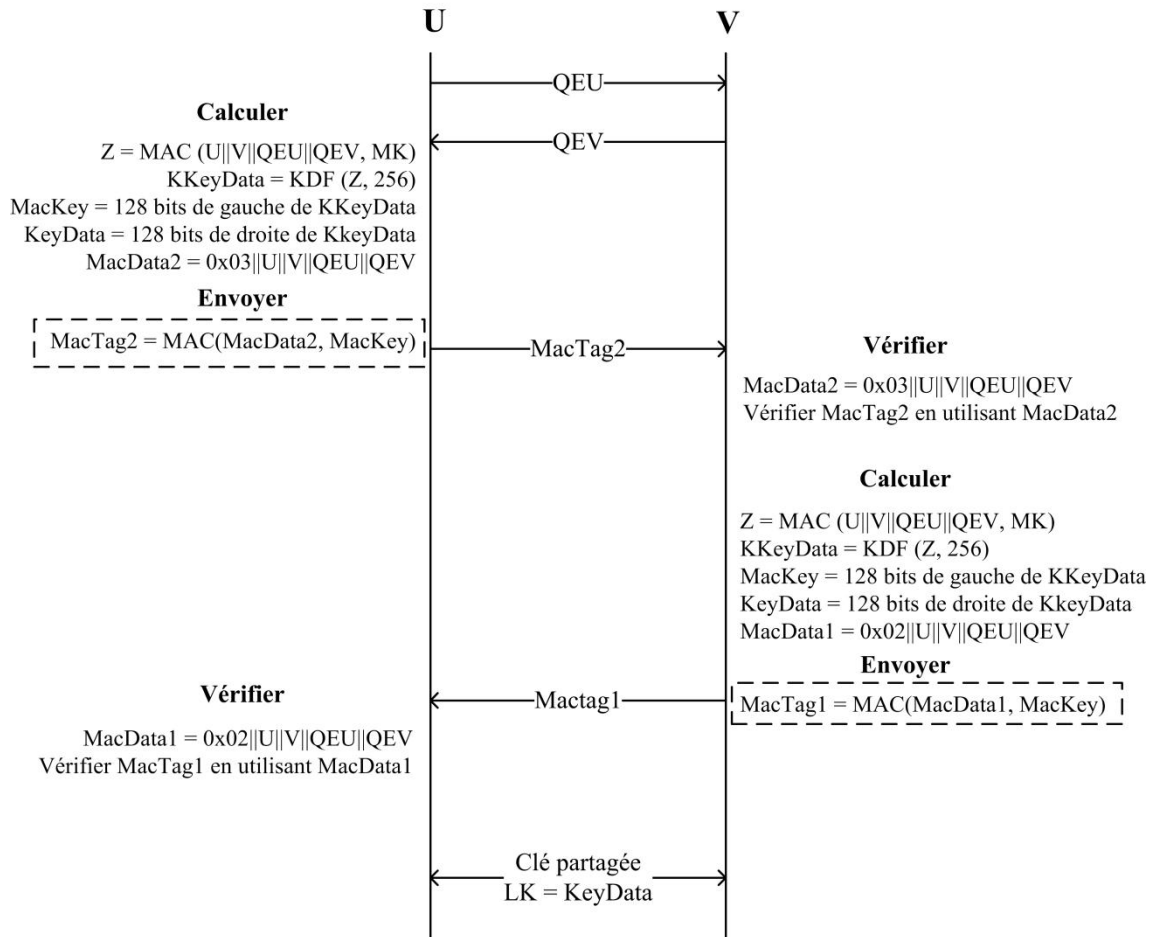 U
V
QEU
Calculer
QEV
Z = MAC (U||V||QEU||QEV, MK)
KKeyData = KDF (Z, 256)
MacKey = 128 bits de gauche de KKeyData
KeyData = 128 bits de droite de KkeyData
MacData2 = 0x03||U||V||QEU||QEV
Envoyer
MacTag2 = MAC(MacData2, MacKey)
MacTag2
Vérifier
MacData2 = 0x03||U||V||QEU||QEV
Vérifier MacTag2 en utilisant MacData2
Calculer
Z = MAC (U||V||QEU||QEV, MK)
KKeyData = KDF (Z, 256)
MacKey = 128 bits de gauche de KKeyData
KeyData = 128 bits de droite de KkeyData
MacData1 = 0x02||U||V||QEU||QEV
Envoyer
MacTag1 = MAC(MacData1, MacKey)
Mactag1
Vérifier
MacData1 = 0x02||U||V||QEU||QEV
Vérifier MacTag1 en utilisant MacData1
Clé partagée
LK = KeyData